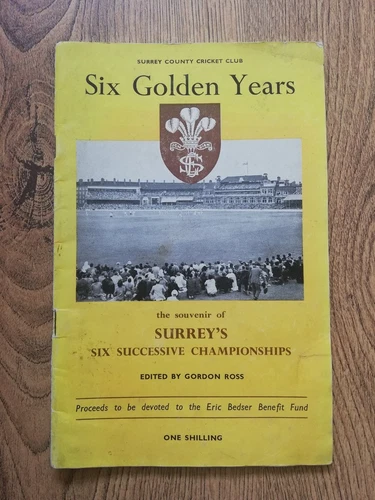 SURREY COUNTY CRICKET CLUB
Six Golden Years
the souvenir of
SURREY'S
SIX SUCCESSIVE CHAMPIONSHIPS
EDITED BY GORDON ROSS
Proceeds to be devoted to the Eric Bedser Benefit Fund
ONE SHILLING